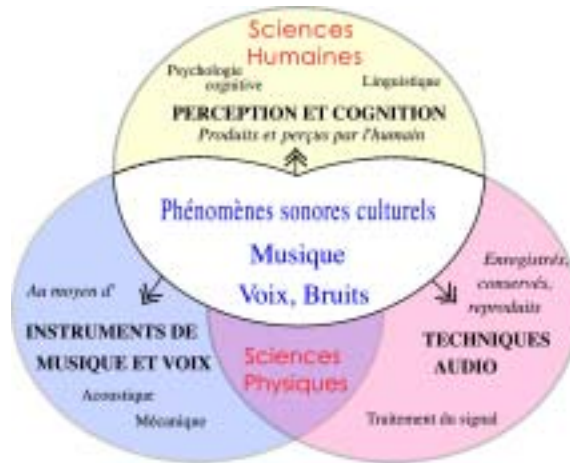 Sciences
Humaines
Psychologie
cognitive
Linguistique
PERCEPTION ET COGNITION
Produits et perçus par l'humain
Phénomènes sonores culturels
Musique
Voix, Bruits
Au moyen d'
INSTRUMENTS DE
MUSIQUE ET VOIX
Acoustique
Mécanique
Sciences
Physiques
Enregistrés,
conservés,
reproduits
TECHNIQUES
AUDIO
Traitement du signal